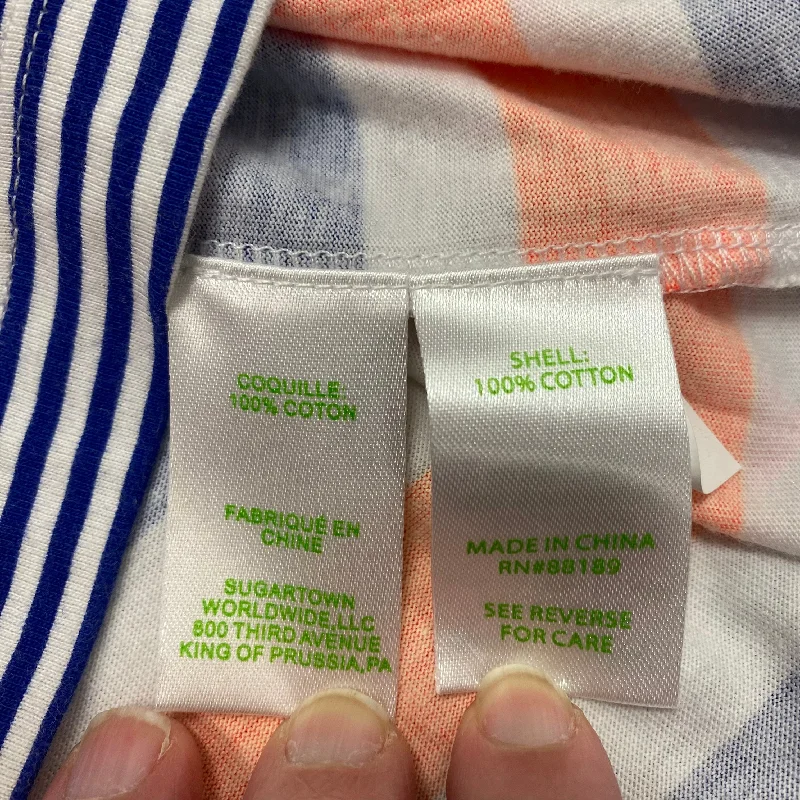 COQUILLE:
100% COTON
FABRIQUÉ EN
CHINE
SUGARTOWN
WORLDWIDE, LLC
800 THIRD AVENUE
KING OF PRUSSIA, PA
SHELL:
100% COTTON
MADE IN CHINA
RN#88189
SEE REVERSE
FOR CARE